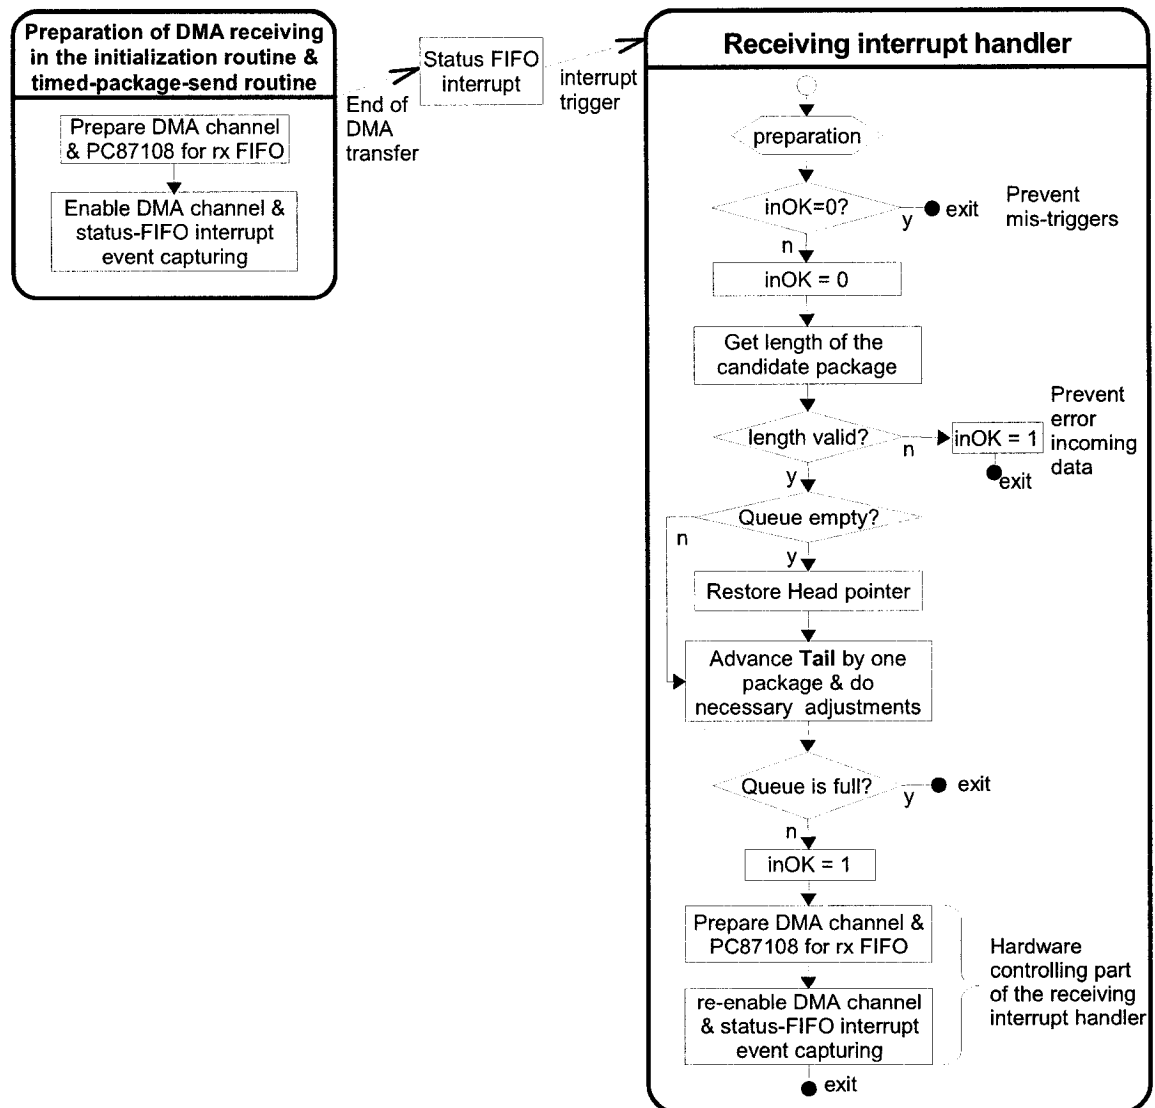 Preparation of DMA receiving
in the initialization routine &
timed-package-send routine
Prepare DMA channel
& PC87108 for rx FIFO
Enable DMA channel &
status-FIFO interrupt
event capturing
End of
DMA
transfer
Status FIFO
interrupt
interrupt
trigger
Receiving interrupt handler
preparation
inOK=0?
y
exit
Prevent
mis-triggers
n
inOK = 0
Get length of the
candidate package
length valid?
n
inOK = 1
exit
Prevent
error
incoming
data
y
Queue empty?
n
y
Restore Head pointer
Advance Tail by one
package & do
necessary adjustments
Queue is full?
y
exit
n
inOK = 1
Prepare DMA channel &
PC87108 for rx FIFO
re-enable DMA channel
& status-FIFO interrupt
event capturing
Hardware
controlling part
of the receiving
interrupt handler
exit